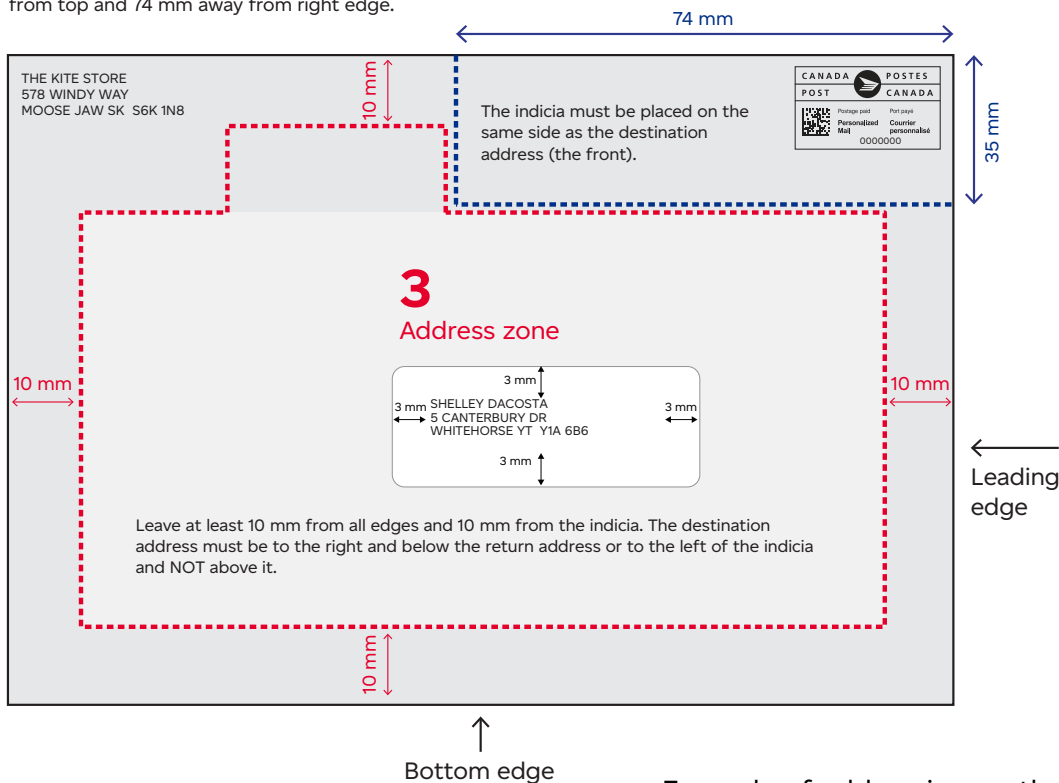 from top and 74 mm away from right edge.
74 mm
THE KITE STORE
578 WINDY WAY
MOOSE JAW SK  S6K 1N8
10 mm
The indicia must be placed on the
same side as the destination
address (the front).
CANADA POSTES
POST CANADA
Postage paid Port payé
Personalized Courrier
Mail personnalisé
0000000
35 mm
3
Address zone
10 mm
10 mm
3 mm
3 mm
SHELLEY DACOSTA
5 CANTERBURY DR
WHITEHORSE YT  Y1A 6B6
3 mm
3 mm
Leading
edge
Leave at least 10 mm from all edges and 10 mm from the indicia. The destination
address must be to the right and below the return address or to the left of the indicia
and NOT above it.
10 mm
Bottom edge